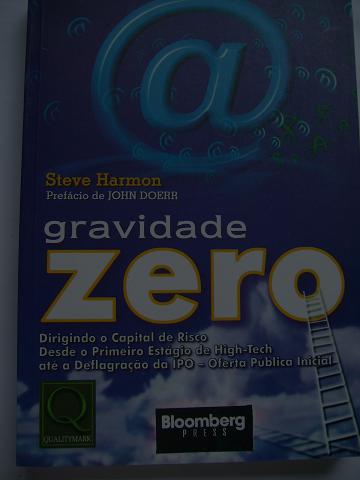 @
Steve Harmon
Prefácio de JOHN DOERR
gravidade
zero
Dirigindo o Capital de Risco
Desde o Primeiro Estágio de High-Tech
até a Deflagração da IPO – Oferta Pública Inicial
Q
QUALITYMARK
Bloomberg
PRESS